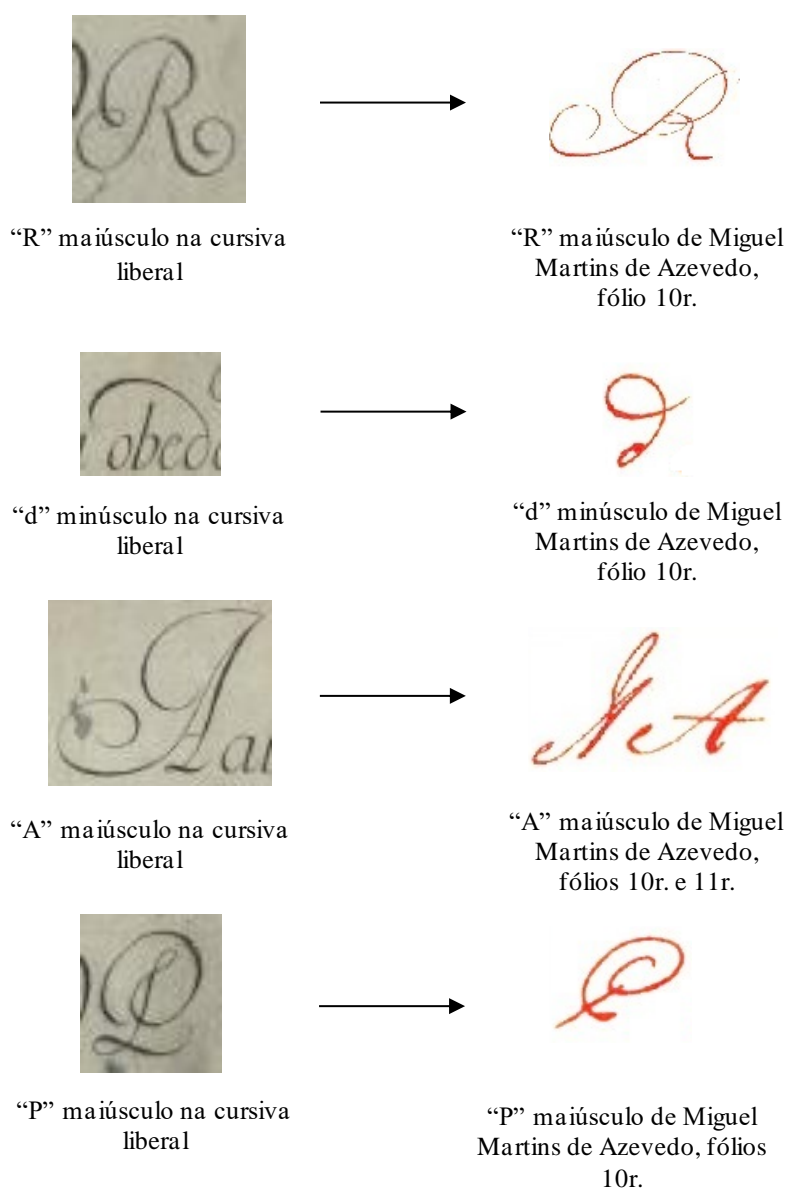 R
R
“R” maiúsculo na cursiva
liberal
“R” maiúsculo de Miguel
Martins de Azevedo,
fólio 10r.
obed
d
“d” minúsculo na cursiva
liberal
“d” minúsculo de Miguel
Martins de Azevedo,
fólio 10r.
A
A A
“A” maiúsculo na cursiva
liberal
“A” maiúsculo de Miguel
Martins de Azevedo,
fólios 10r. e 11r.
P
P
“P” maiúsculo na cursiva
liberal
“P” maiúsculo de Miguel
Martins de Azevedo, fólios
10r.